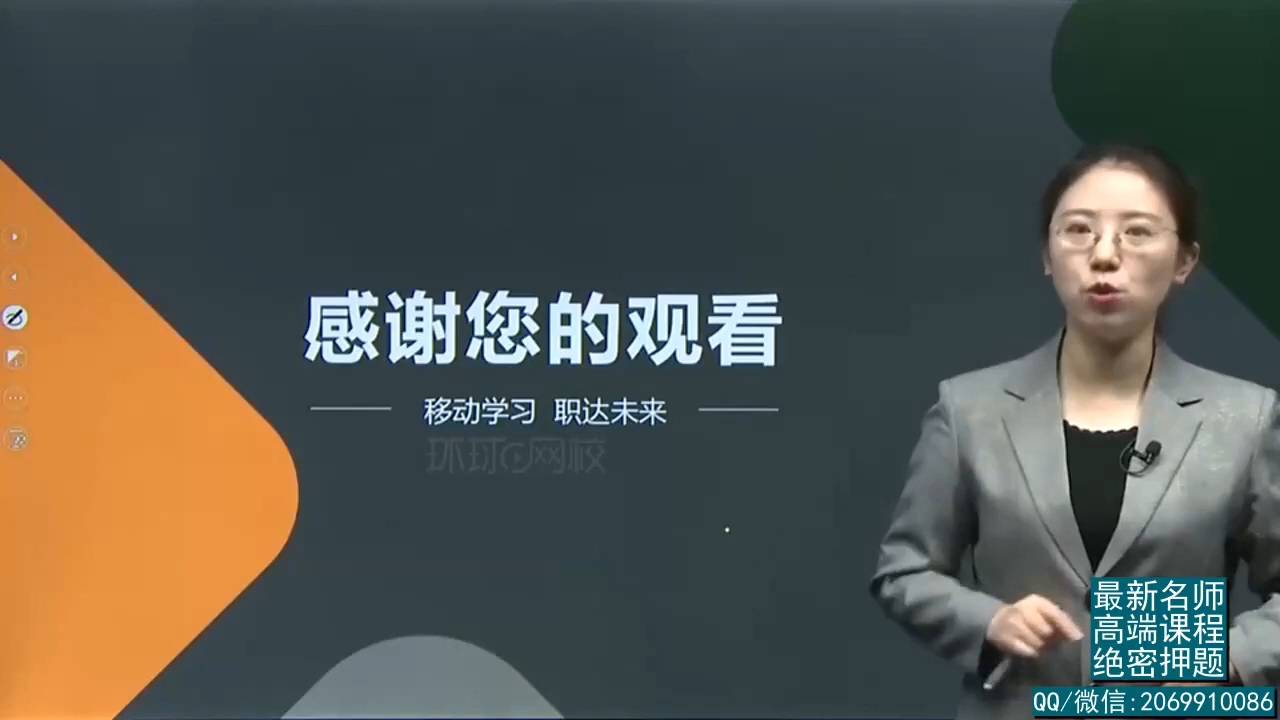 感谢您的观看
移动学习 职达未来
环球网校
最新名师
高端课程
绝密押题
QQ/微信:2069910086